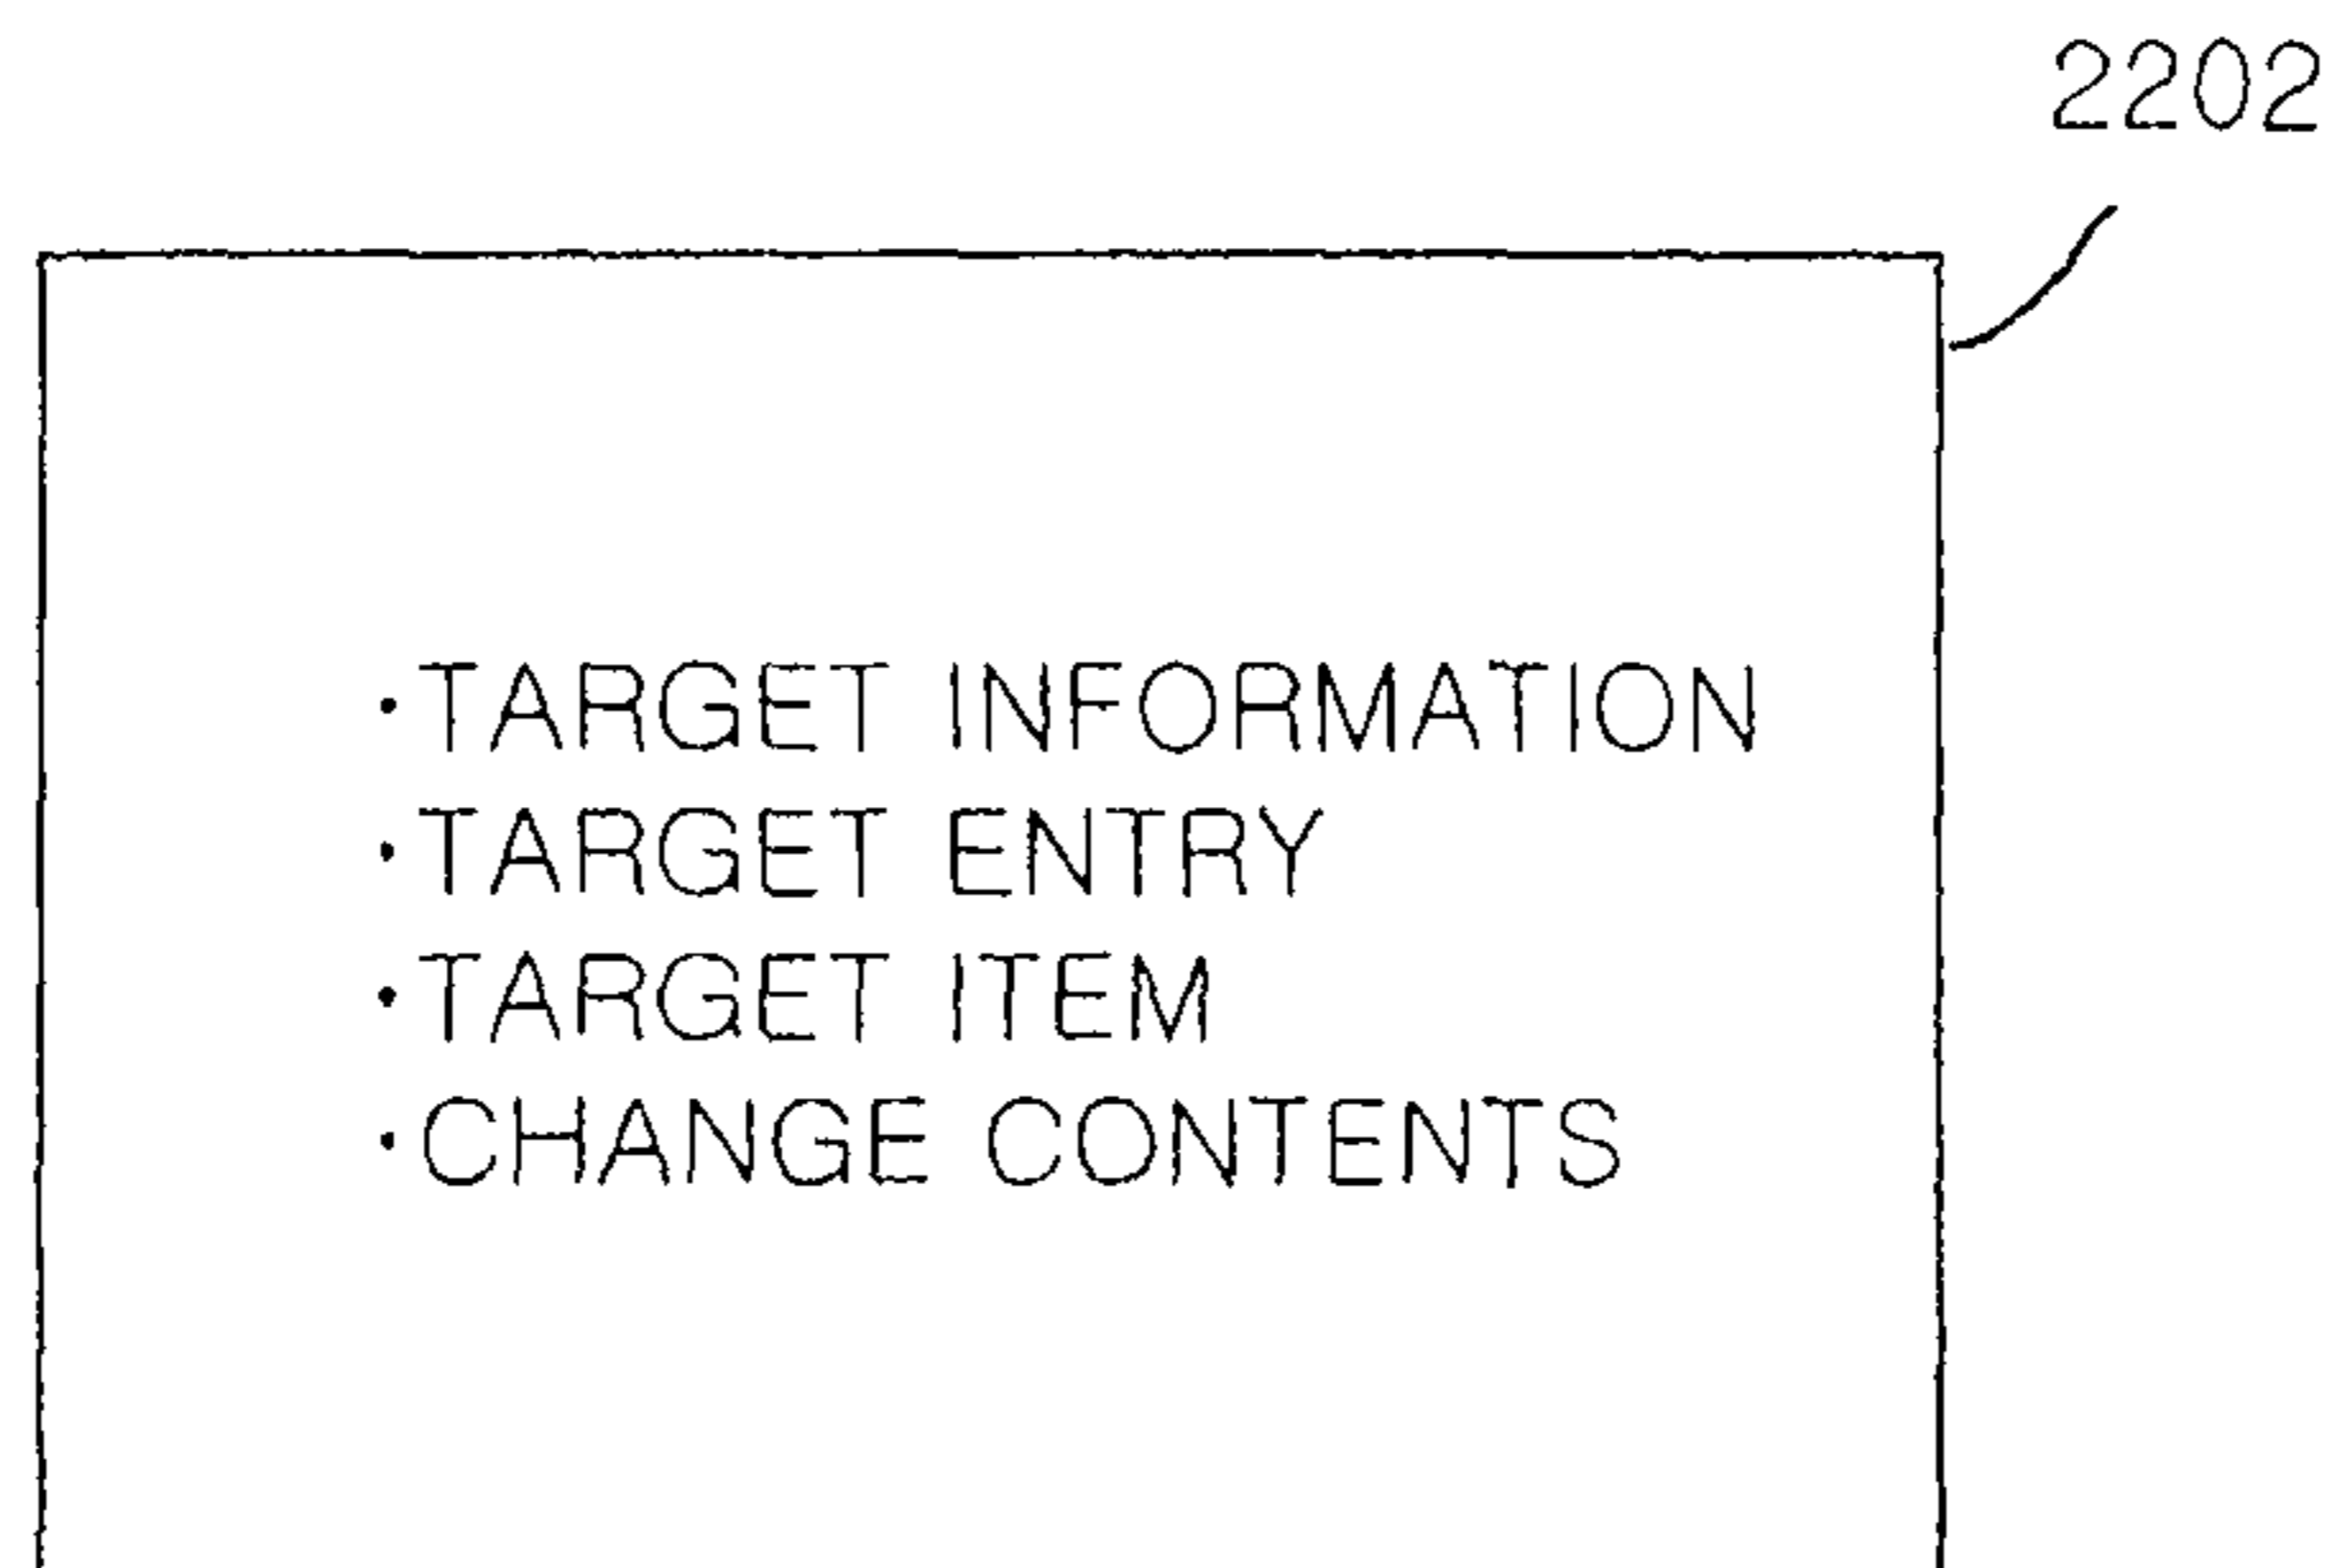 2202
·TARGET INFORMATION
·TARGET ENTRY
·TARGET ITEM
·CHANGE CONTENTS